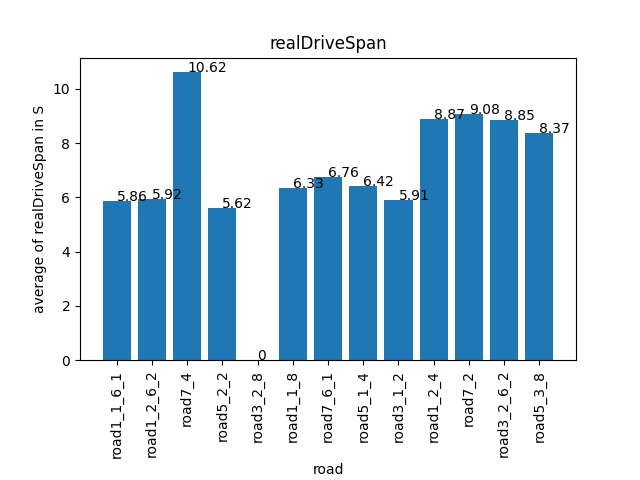 realDriveSpan
average of realDriveSpan in S
10
8
6
4
2
0
5.86
5.92
10.62
5.62
0
6.33
6.76
6.42
5.91
8.87
9.08
8.85
8.37
road1_1_6_1
road1_2_6_2
road7_4
road5_2_2
road3_2_8
road1_1_8
road7_6_1
road5_1_4
road3_1_2
road1_2_4
road7_2
road3_2_6_2
road5_3_8
road